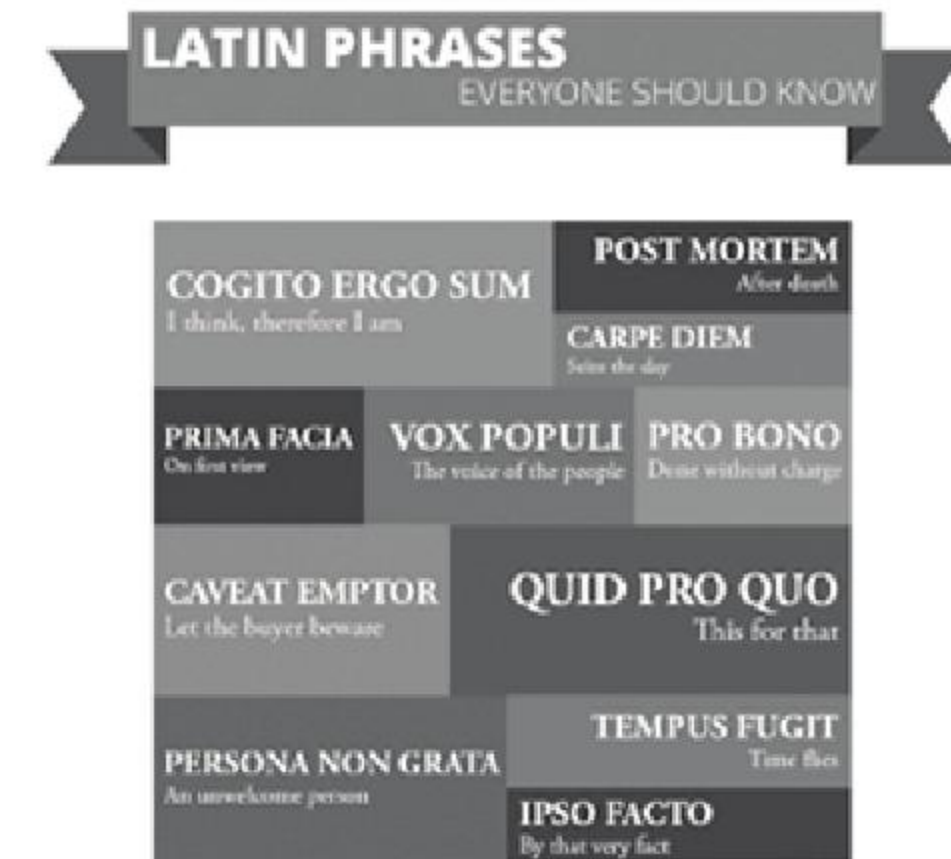 LATIN PHRASES
EVERYONE SHOULD KNOW
COGITO ERGO SUM
I think, therefore I am
POST MORTEM
After death
CARPE DIEM
Seize the day
PRIMA FACIA
On first view
VOX POPULI
The voice of the people
PRO BONO
Done without charge
CAVEAT EMPTOR
Let the buyer beware
QUID PRO QUO
This for that
PERSONA NON GRATA
An unwelcome person
TEMPUS FUGIT
Time flies
IPSO FACTO
By that very fact